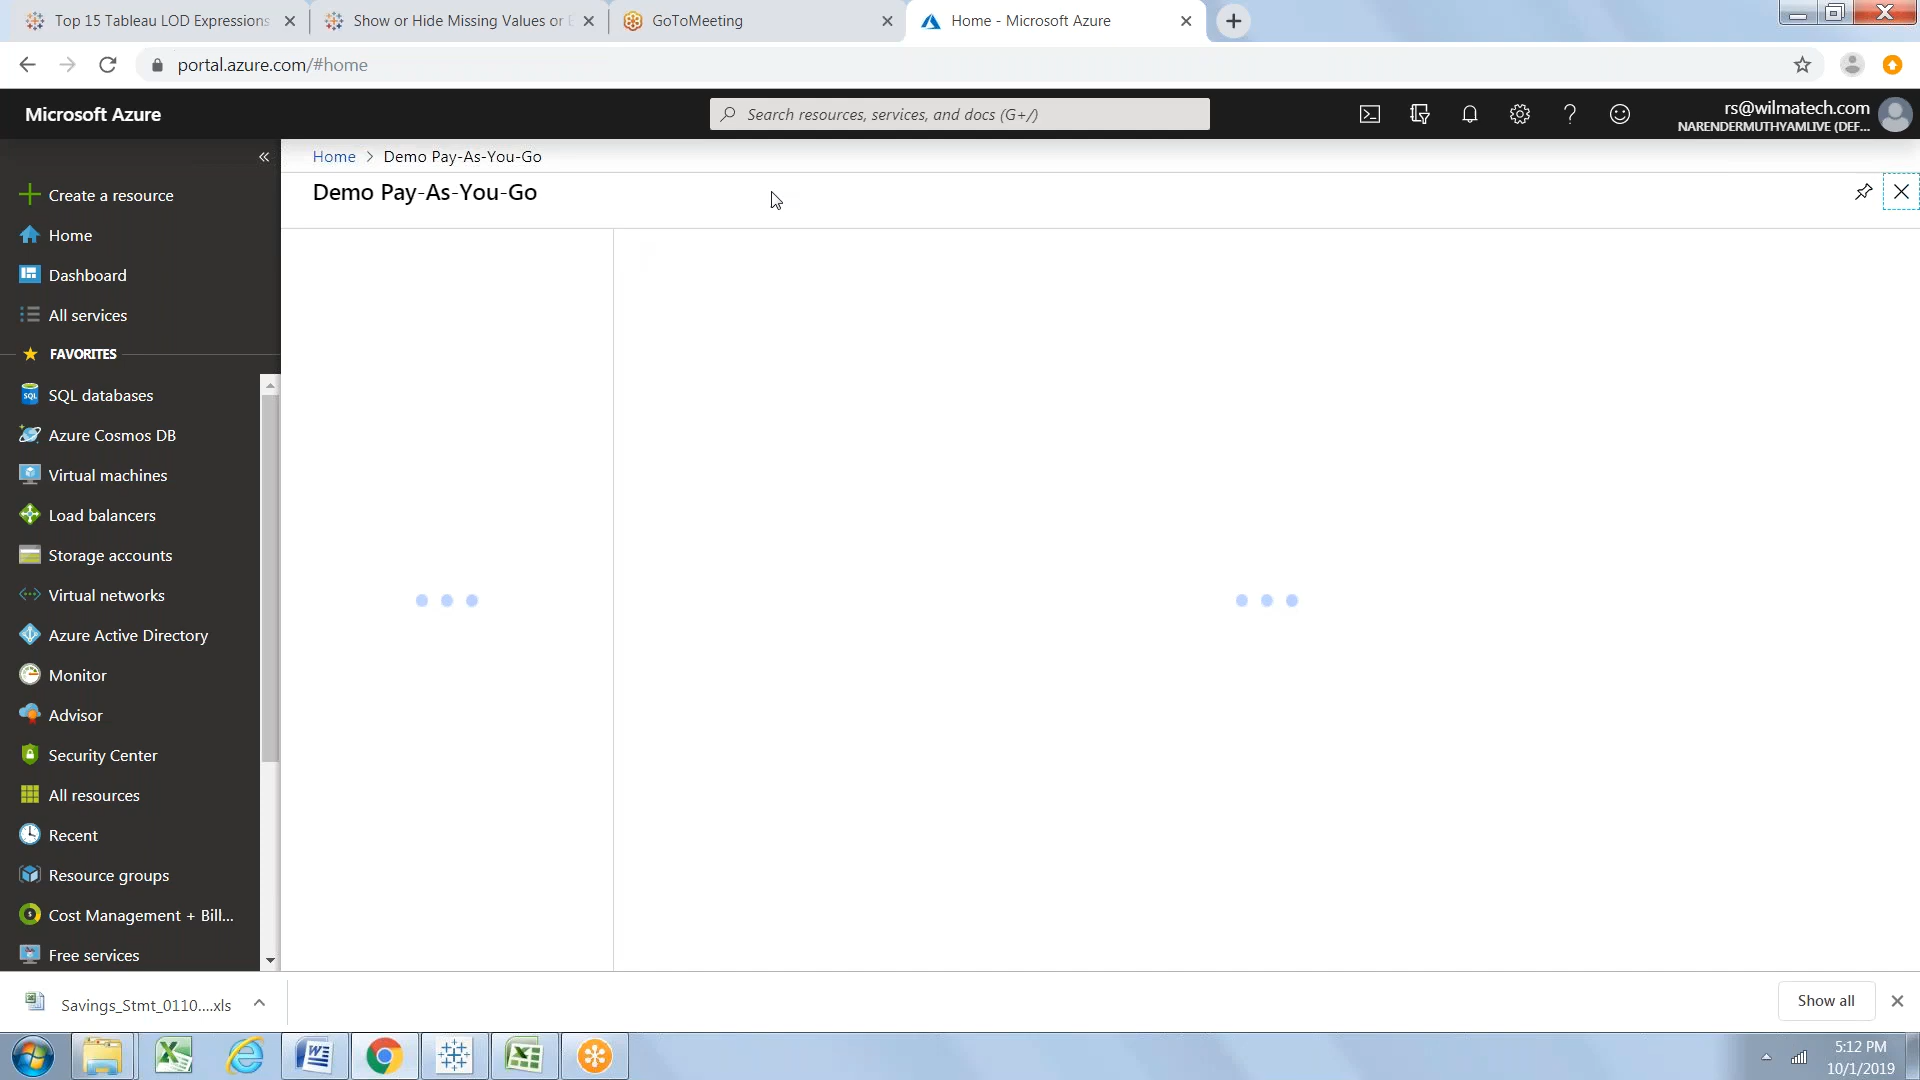 Top 15 Tableau LOD Expressions
Show or Hide Missing Values or E
GoToMeeting
Home - Microsoft Azure
portal.azure.com/#home
Microsoft Azure
Search resources, services, and docs (G+/)
rs@wilmatech.com
NARENDERMUTHYAMLIVE (DEF...
Home > Demo Pay-As-You-Go
Demo Pay-As-You-Go
Create a resource
Home
Dashboard
All services
FAVORITES
SQL databases
Azure Cosmos DB
Virtual machines
Load balancers
Storage accounts
Virtual networks
Azure Active Directory
Monitor
Advisor
Security Center
All resources
Recent
Resource groups
Cost Management + Bill...
Free services
Savings_Stmt_0110....xls
Show all
5:12 PM
10/1/2019